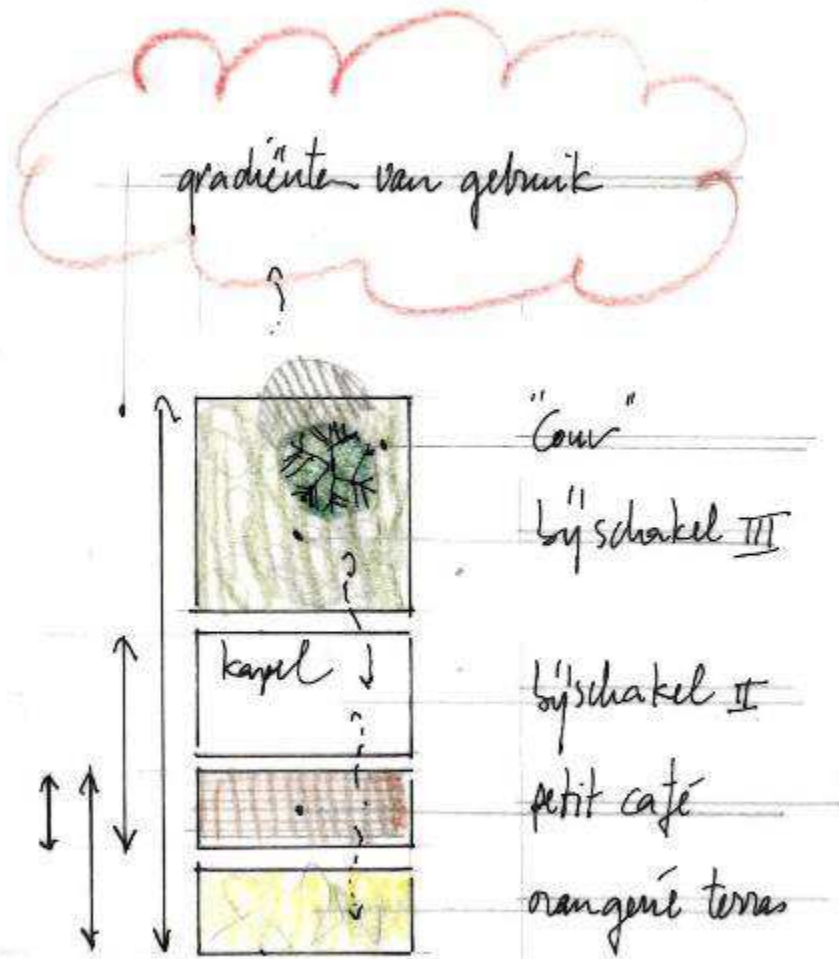 gradiënten van gebruik
"Cour"
bijschakel III
kapel
bijschakel II
petit café
orangerie terras